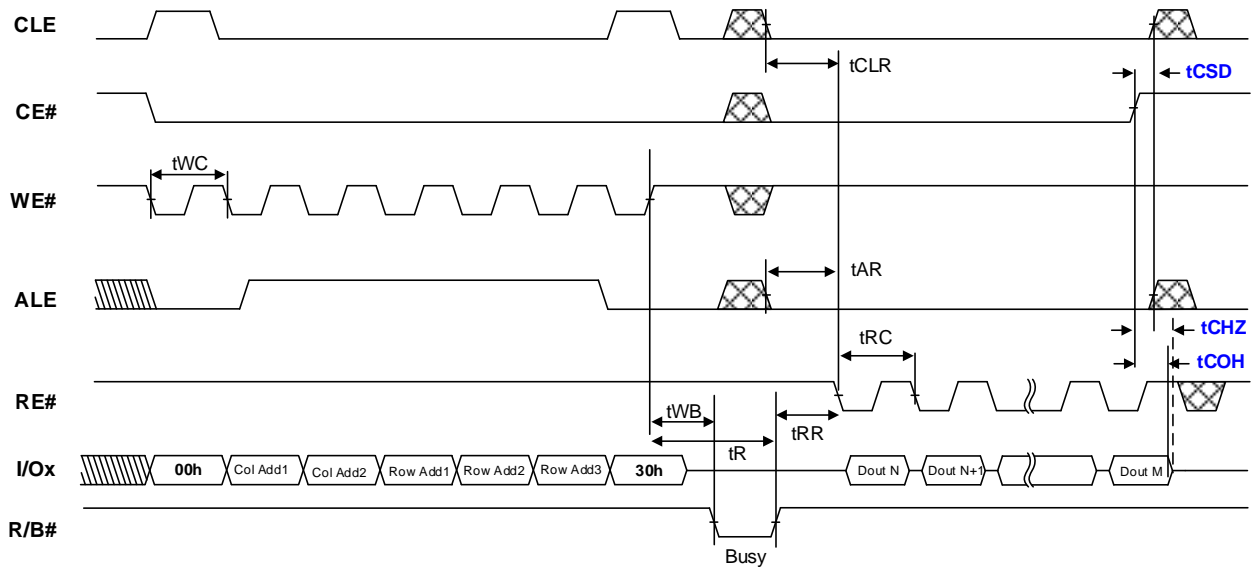 CLE
tCLR
tCSD
CE#
tWC
WE#
tAR
ALE
tCHZ
tRC
tCOH
RE#
tWB
tRR
tR
I/Ox
00h Col Add1 Col Add2 Row Add1 Row Add2 Row Add3 30h Dout N Dout N+1 Dout M
R/B#
Busy